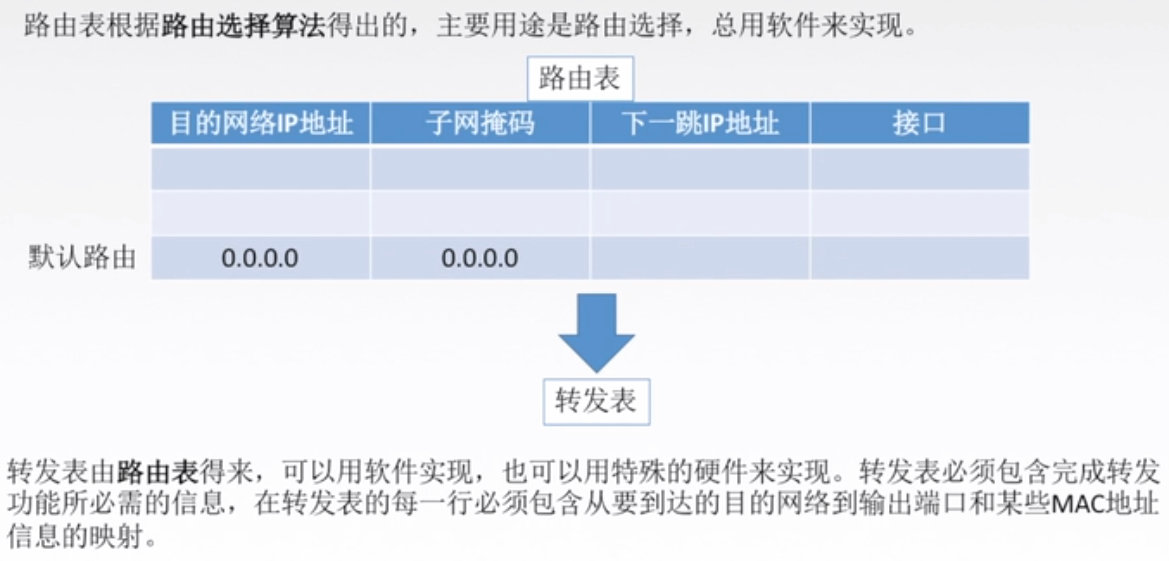 路由表根据路由选择算法得出的，主要用途是路由选择，总用软件来实现。
路由表
目的网络IP地址 子网掩码 下一跳IP地址 接口
默认路由 0.0.0.0 0.0.0.0
转发表
转发表由路由表得来，可以用软件实现，也可以用特殊的硬件来实现。转发表必须包含完成转发
功能所必需的信息，在转发表的每一行必须包含从要到达的目的网络到输出端口和某些MAC地址
信息的映射。